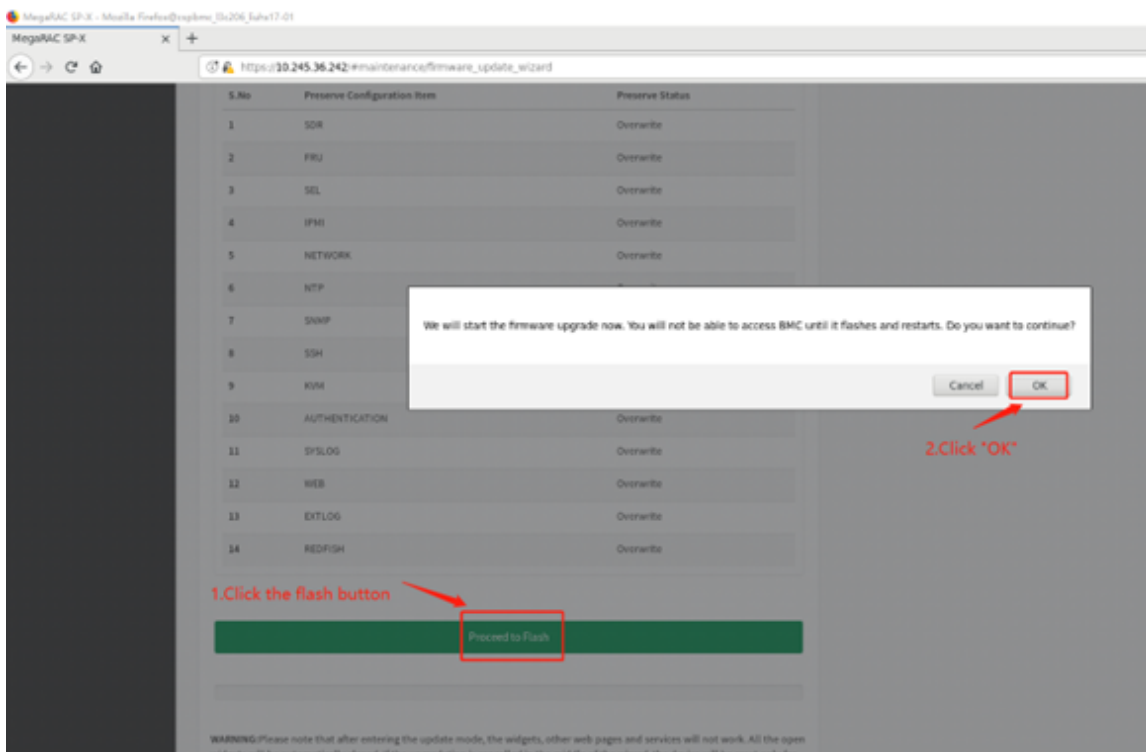 MegaRAC SP-X - Mozilla Firefox
MegaRAC SP-X × +
https://10.245.36.242/#maintenance/firmware_update_wizard
S.No Preserve Configuration Item Preserve Status
1 SDR Overwrite
2 FRU Overwrite
3 SEL Overwrite
4 IPMI Overwrite
5 NETWORK Overwrite
6 NTP
7 SNMP
We will start the firmware upgrade now. You will not be able to access BMC until it flashes and restarts. Do you want to continue?
8 SSH
9 KVM
Cancel OK
10 AUTHENTICATION Overwrite
2.Click "OK"
11 SYSLOG Overwrite
12 WEB Overwrite
13 EXTLOG Overwrite
14 REDFISH Overwrite
1.Click the flash button
Proceed to Flash
WARNING:Please note that after entering the update mode, the widgets, other web pages and services will not work. All the open